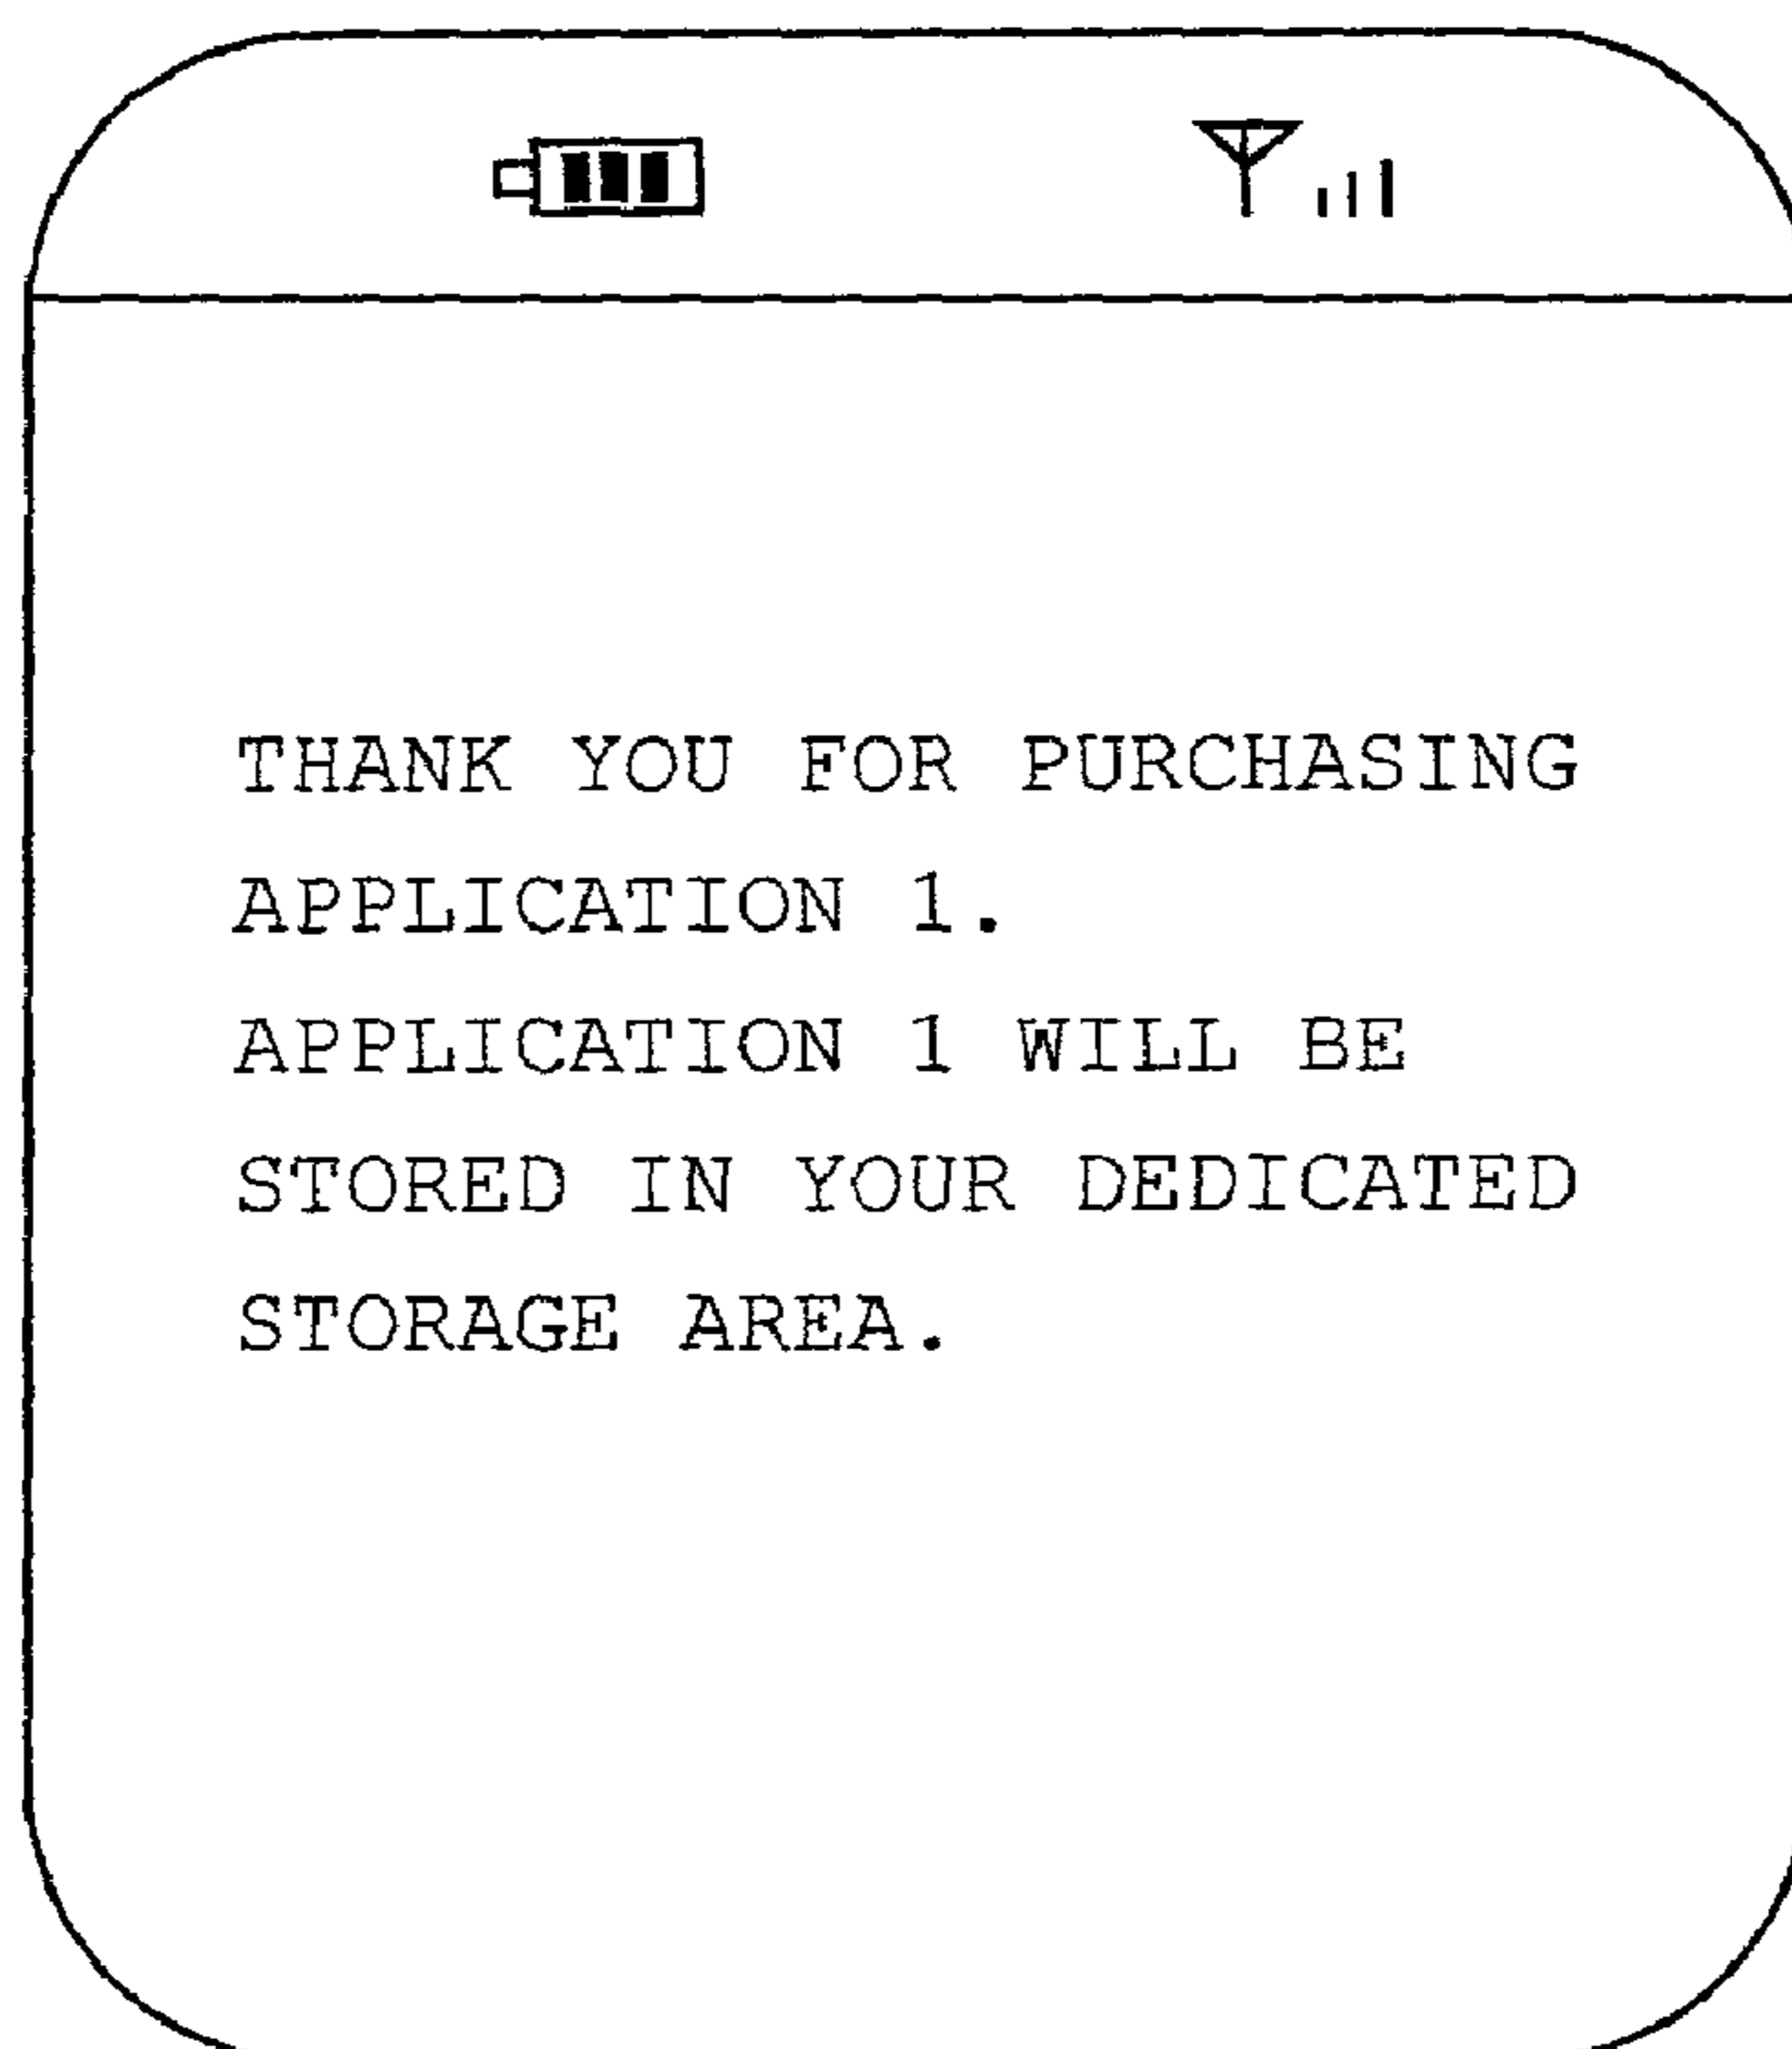 THANK YOU FOR PURCHASING
APPLICATION 1.
APPLICATION 1 WILL BE
STORED IN YOUR DEDICATED
STORAGE AREA.